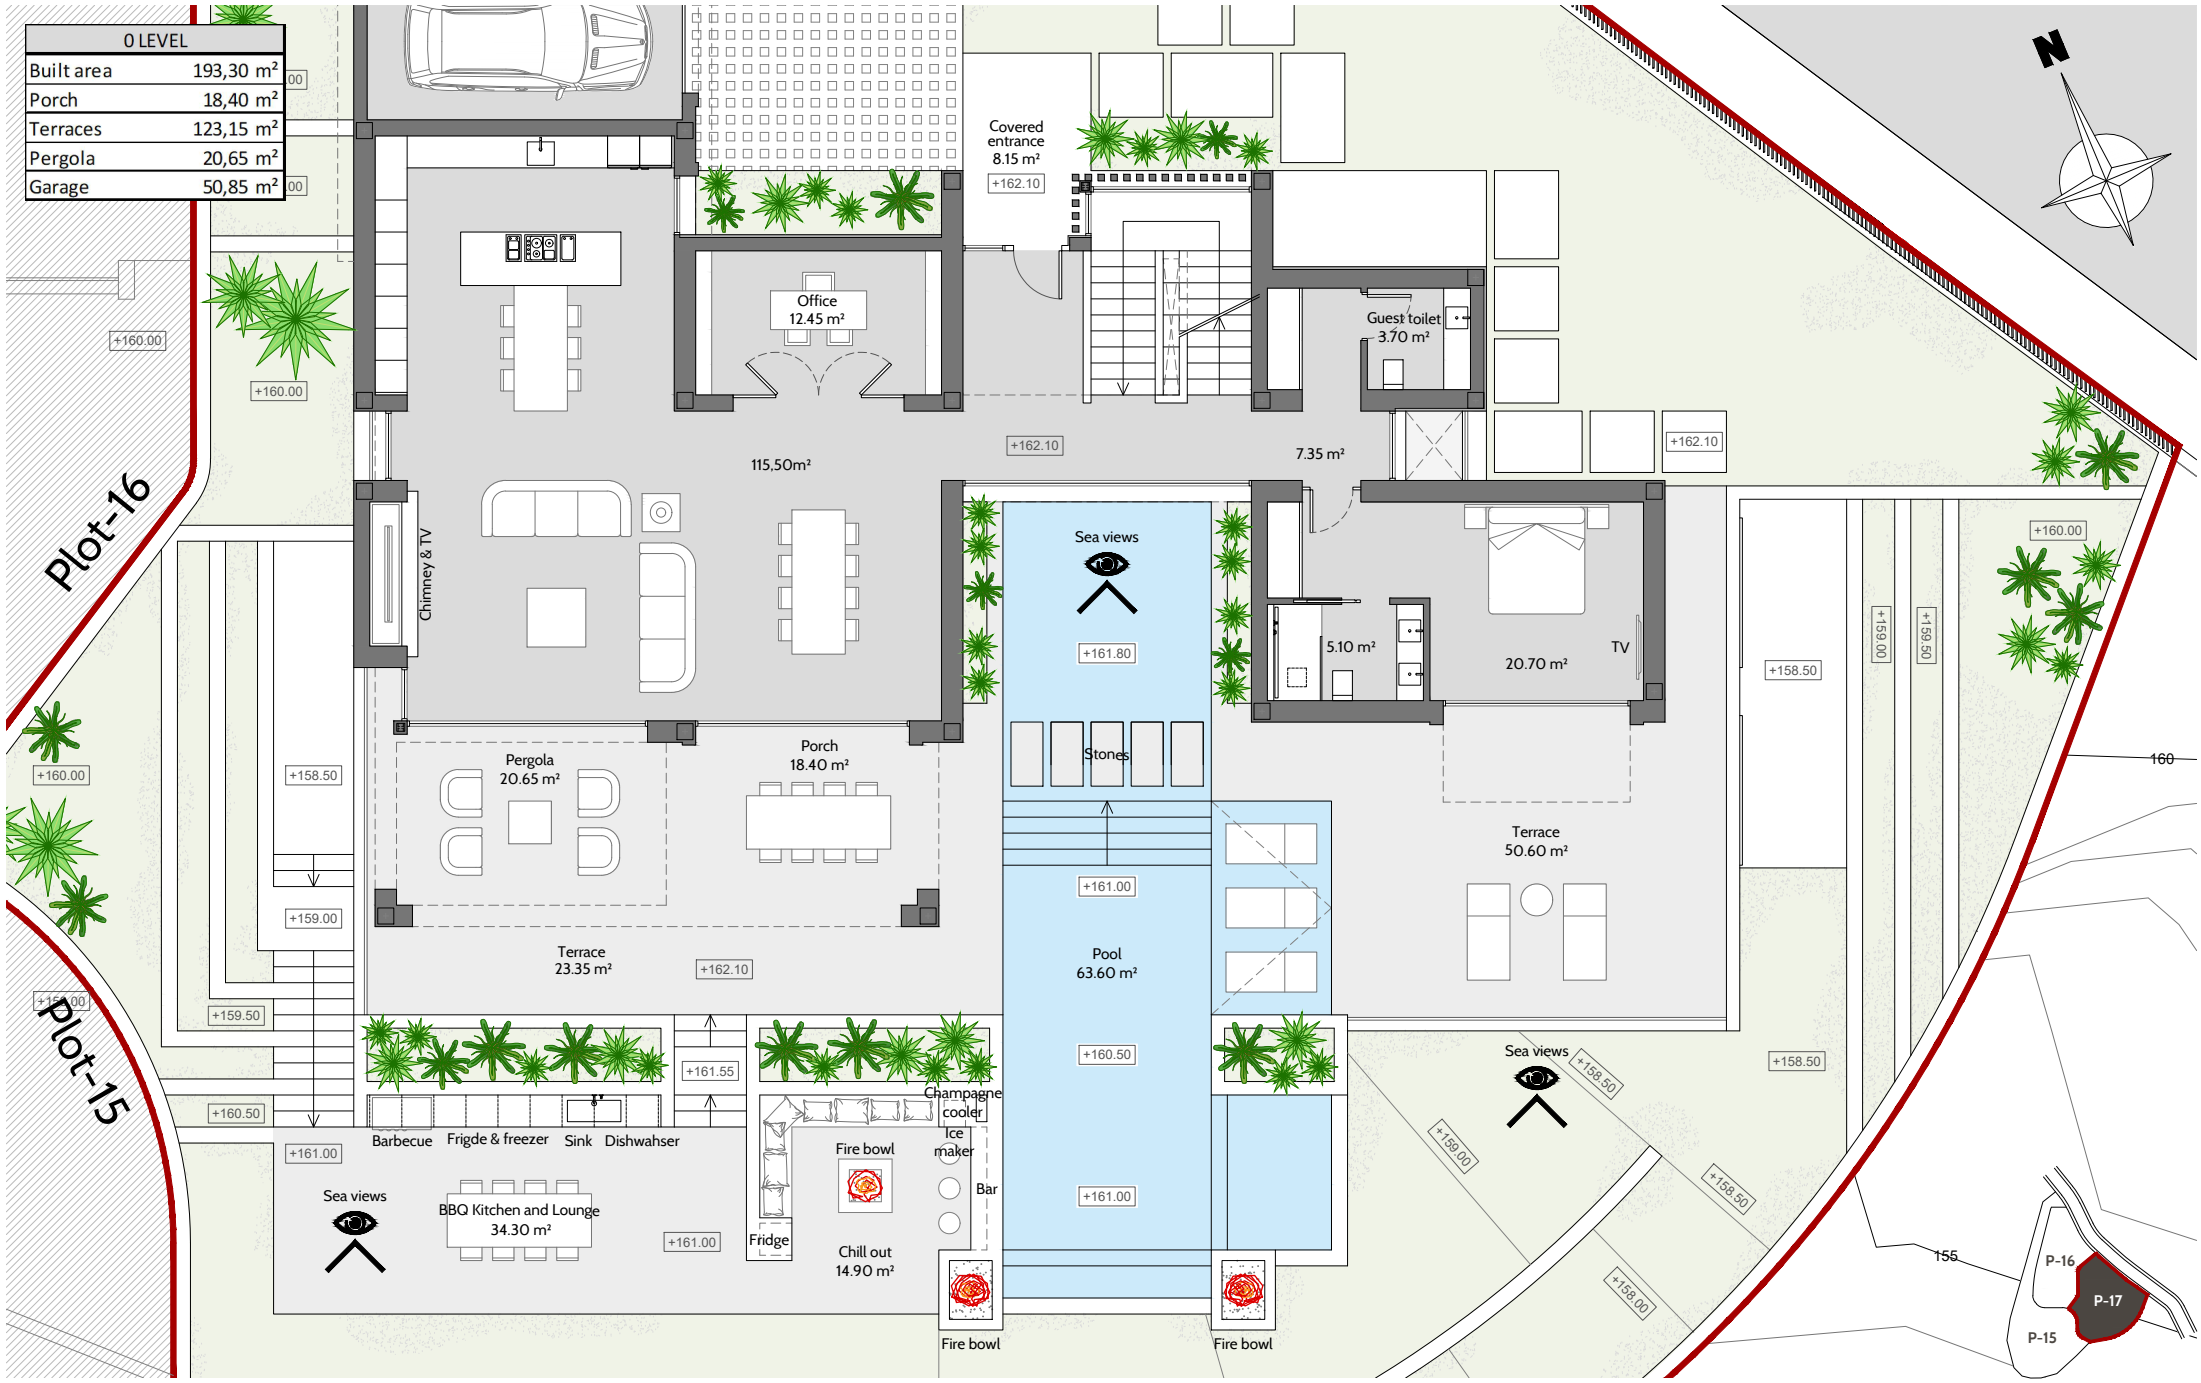 0 LEVEL
Built area 193,30 m²
Porch 18,40 m²
Terraces 123,15 m²
Pergola 20,65 m²
Garage 50,85 m²
N
Covered
entrance
8.15 m²
+162.10
Office
12.45 m²
Guest toilet
3.70 m²
+160.00
+160.00
115,50m²
+162.10
7.35 m²
+162.10
Plot-16
Chimney & TV
Sea views
+161.80
5.10 m²
20.70 m²
TV
+160.00
+159.00
+159.50
+158.50
+160.00
+158.50
Pergola
20.65 m²
Porch
18.40 m²
Stones
160
Terrace
50.60 m²
+161.00
+159.00
Terrace
23.35 m²
+162.10
Pool
63.60 m²
+159.50
Plot-15
+161.55
+160.50
Sea views
+158.50
+158.50
+160.50
Champagne
cooler
Barbecue
Frigde & freezer
Sink
Dishwahser
Ice
maker
Fire bowl
Bar
+161.00
+159.00
+158.50
Sea views
+161.00
BBQ Kitchen and Lounge
34.30 m²
+161.00
Fridge
Chill out
14.90 m²
+158.00
155
P-16
P-17
P-15
Fire bowl
Fire bowl